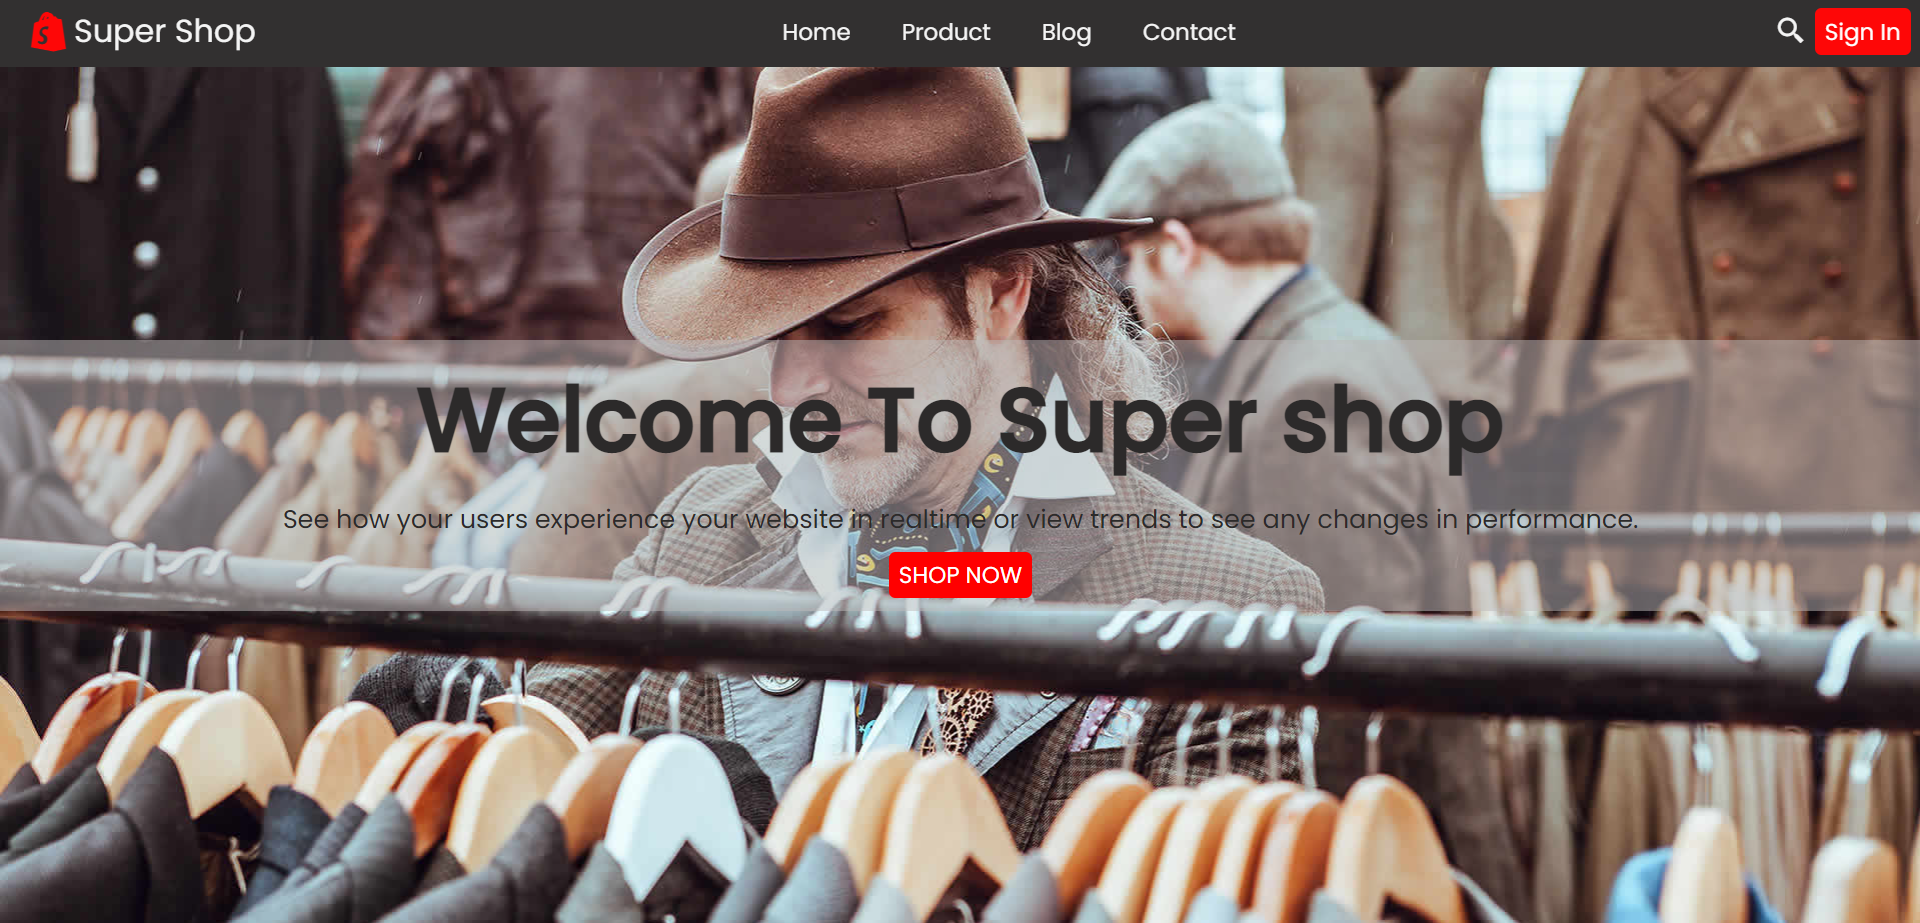 Super Shop
Home Product Blog Contact
Sign In
Welcome To Super shop
See how your users experience your website in realtime or view trends to see any changes in performance.
SHOP NOW